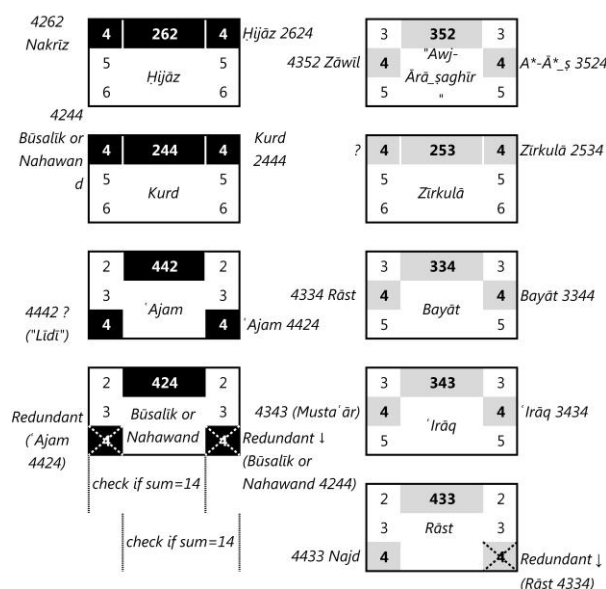 4262
Nakrīz
4 262 4
5 5
Ḥijāz
6 6
Ḥijāz 2624
4244
Būsalīk or
Nahawan
d
4 244 4
5 5
Kurd
6 6
Kurd
2444
2 442 2
3 3
ʿAjam
4 4
4442 ?
("Līdī")
ʿAjam 4424
2 424 2
3 Būsalīk or 3
Nahawand
4 4
Redundant
(ʿAjam
4424)
Redundant ↓
(Būsalīk or
Nahawand 4244)
check if sum=14
check if sum=14
3 352 3
4352 Zāwīl
4 "Awj- 4
Ārā_ṣaghīr
"
5 5
A*-Ā*_ṣ 3524
?
4 253 4
5 5
Zīrkulā
6 6
Zīrkulā 2534
3 334 3
4334 Rāst
4 4
Bayāt
5 5
Bayāt 3344
3 343 3
4343 (Mustaʿār)
4 4
ʿIrāq
5 5
ʿIrāq 3434
2 433 2
3 3
Rāst
4433 Najd
4 4
Redundant ↓
(Rāst 4334)